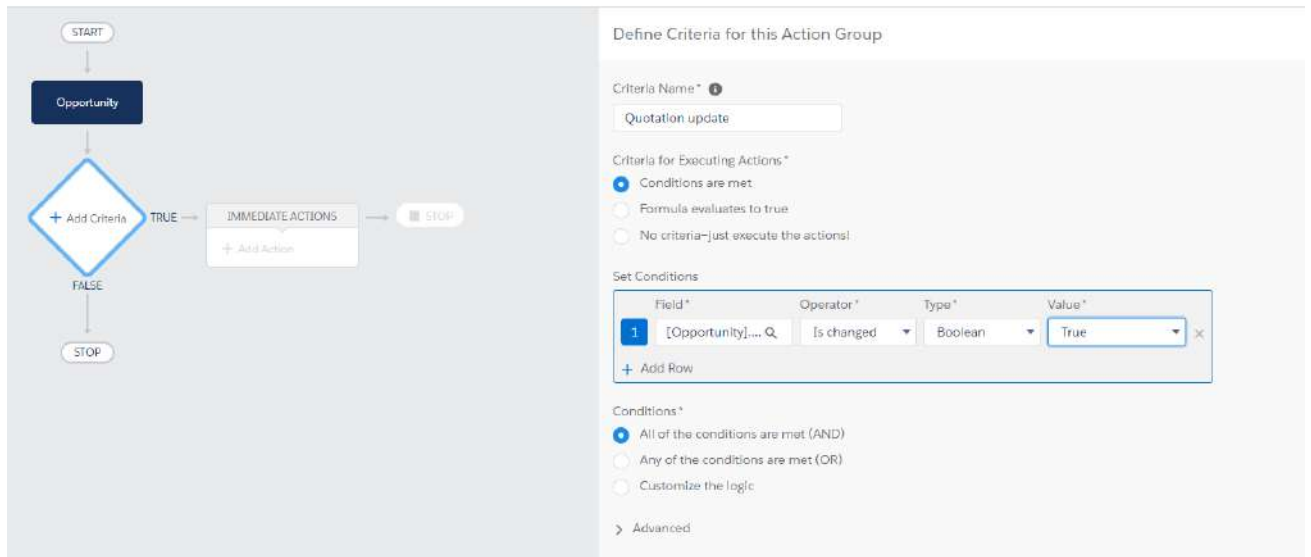 START
Opportunity
+ Add Criteria
TRUE
IMMEDIATE ACTIONS
STOP
+ Add Action
FALSE
STOP
Define Criteria for this Action Group
Criteria Name*
Quotation update
Criteria for Executing Actions*
Conditions are met
Formula evaluates to true
No criteria—just execute the actions!
Set Conditions
Field* Operator* Type* Value*
1 [Opportunity].... Is changed Boolean True ×
+ Add Row
Conditions*
All of the conditions are met (AND)
Any of the conditions are met (OR)
Customize the logic
> Advanced